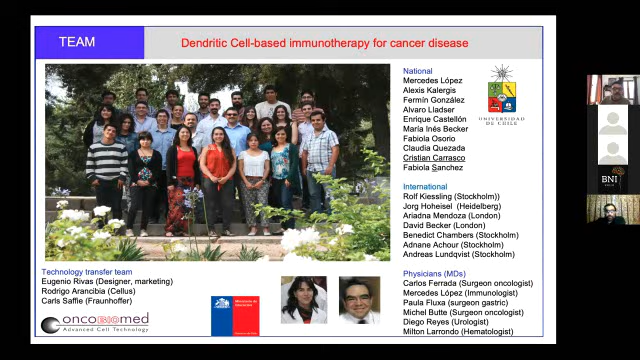 TEAM
Dendritic Cell-based immunotherapy for cancer disease
National
Mercedes López
Alexis Kalergis
Fermín González
Alvaro Lladser
Enrique Castellón
María Inés Becker
Fabiola Osorio
Claudia Quezada
Cristian Carrasco
Fabiola Sanchez
UNIVERSIDAD
DE CHILE
International
Rolf Kiessling (Stockholm))
Jorg Hoheisel (Heidelberg)
Ariadna Mendoza (London)
David Becker (London)
Benedict Chambers (Stockholm)
Adnane Achour (Stockholm)
Andreas Lundqvist (Stockholm)
Technology transfer team
Eugenio Rivas (Designer, marketing)
Rodrigo Arancibia (Cellus)
Carls Saffie (Fraunhoffer)
oncoBIOmed
Advanced Cell Technology
Physicians (MDs)
Carlos Ferrada (Surgeon oncologist)
Mercedes López (Immunologist)
Paula Fluxa (surgeon gastric)
Michel Butte (Surgeon oncologist)
Diego Reyes (Urologist)
Milton Larrondo (Hematologist)
BNI